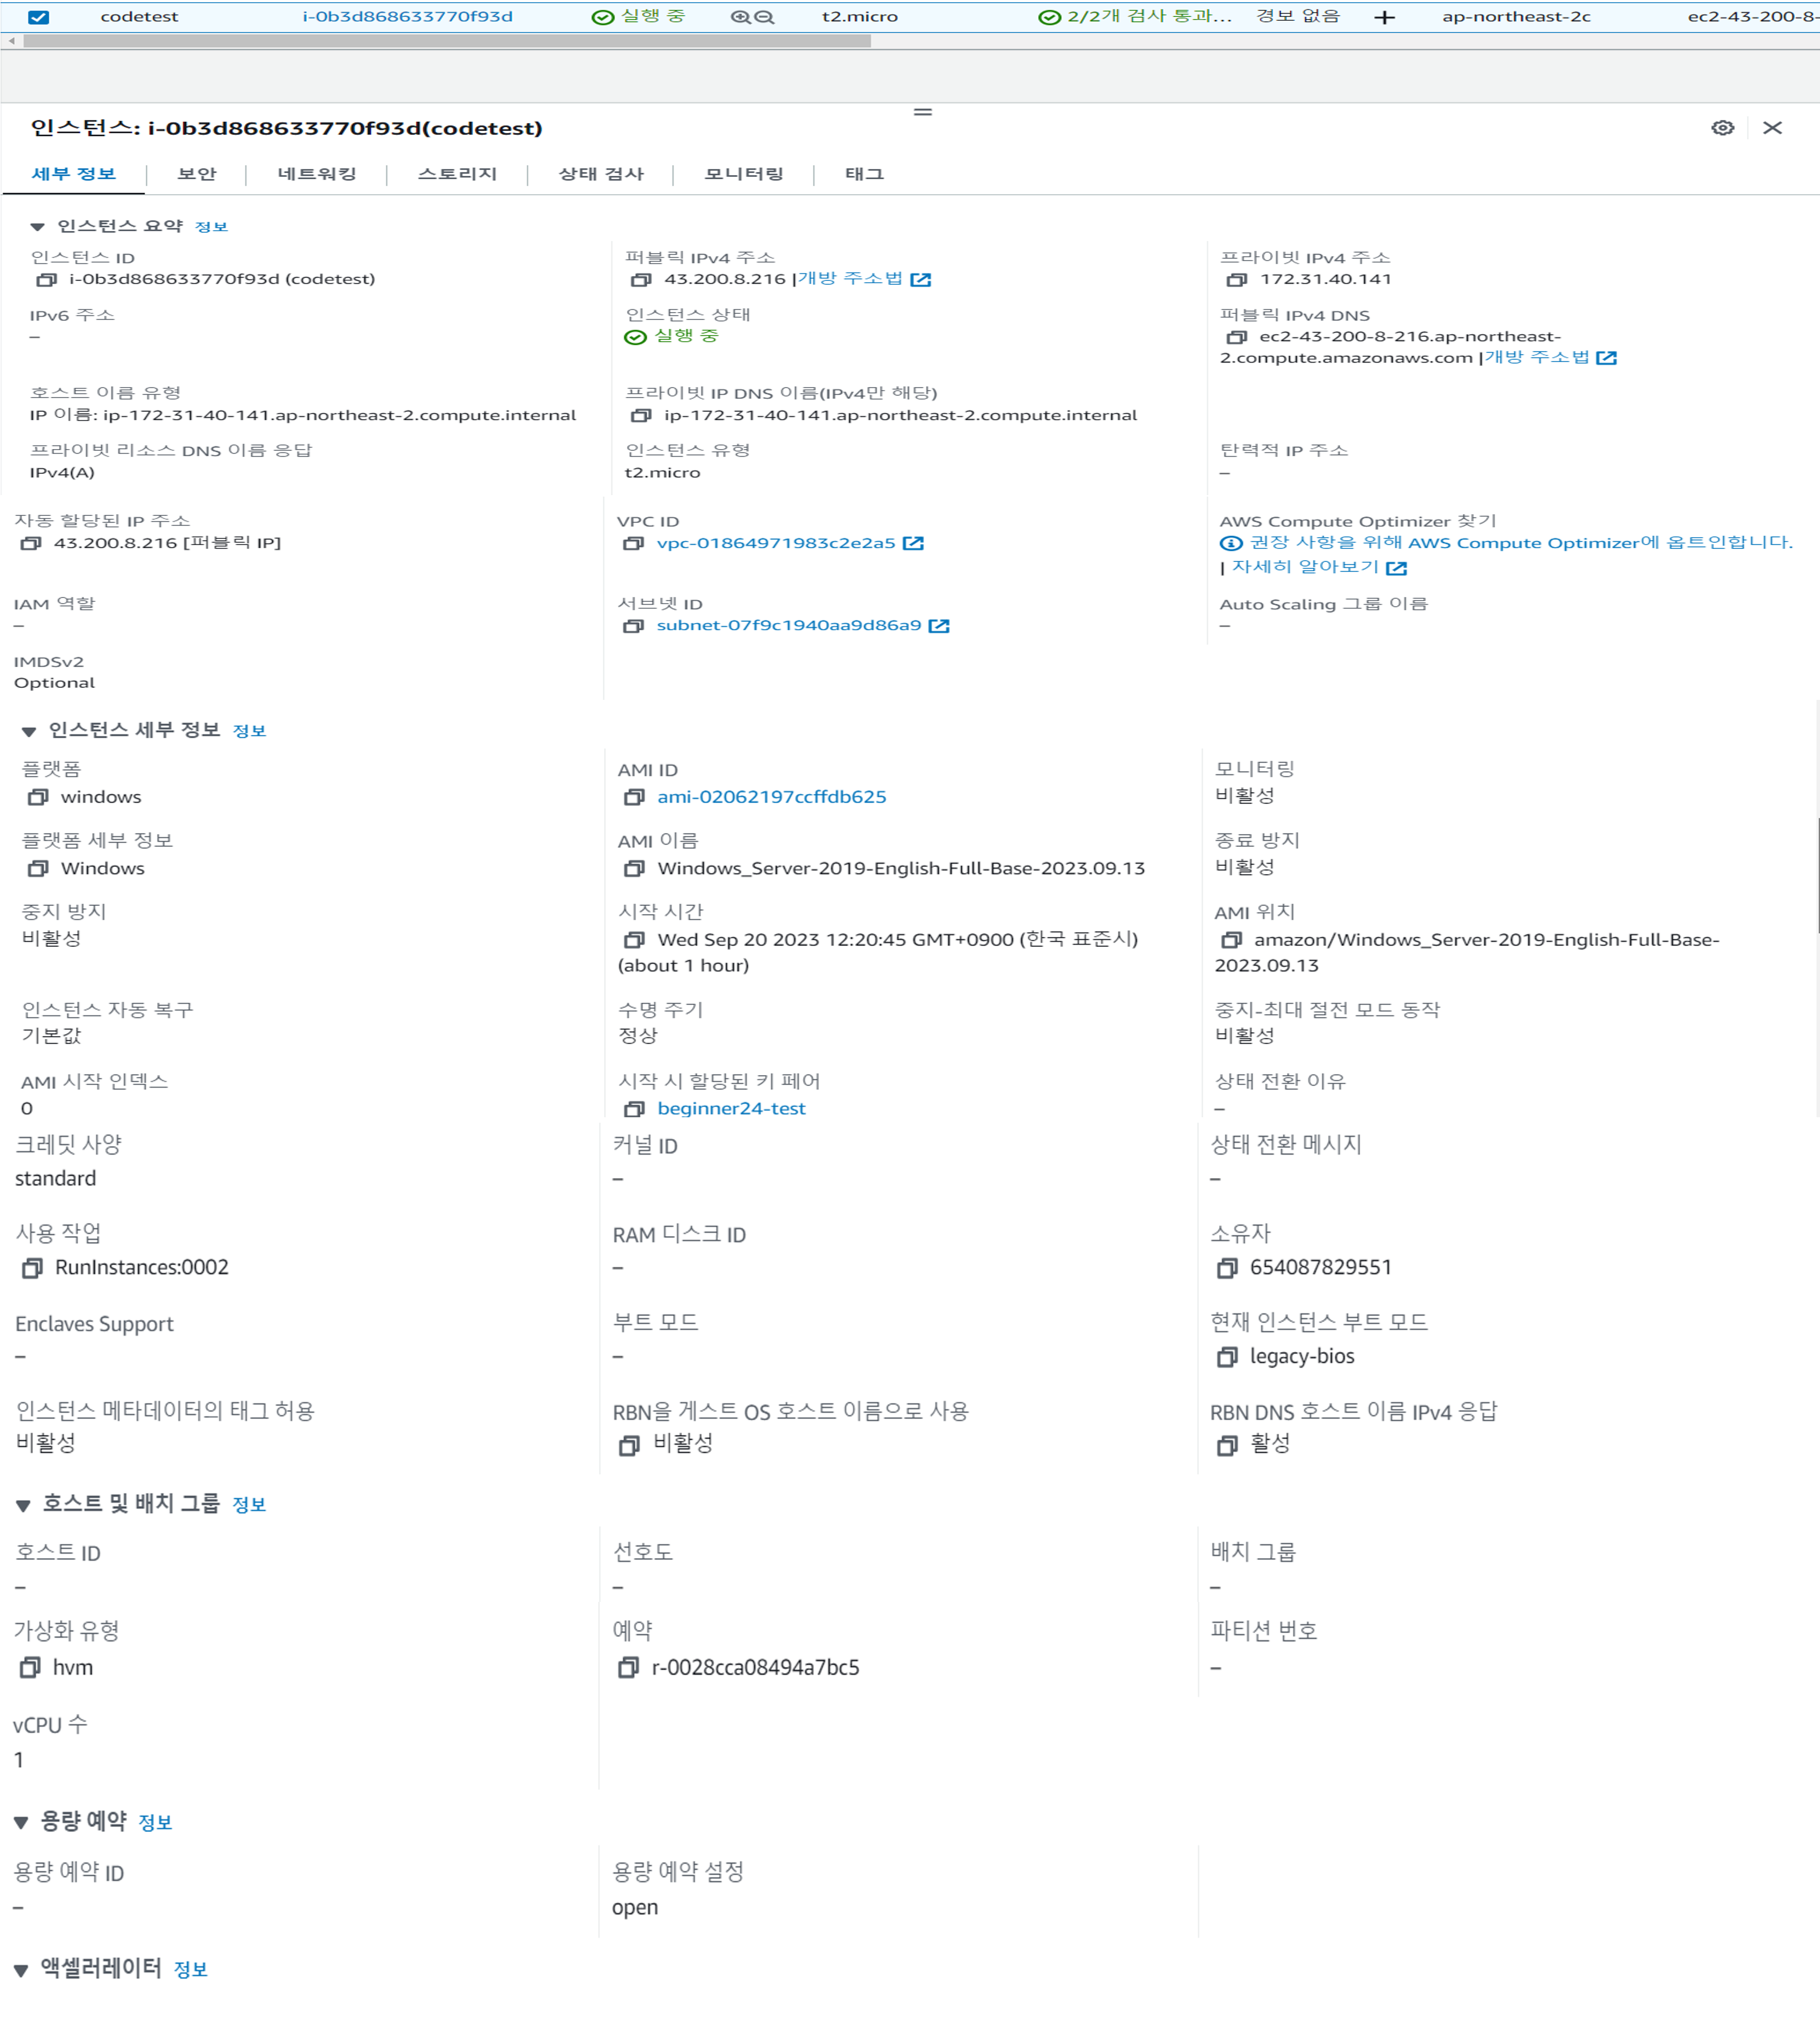 codetest i-0b3d868633770f93d 실행 중 t2.micro 2/2개 검사 통과... 경보 없음 + ap-northeast-2c ec2-43-200-8-
인스턴스: i-0b3d868633770f93d(codetest)
세부 정보 보안 네트워킹 스토리지 상태 검사 모니터링 태그
인스턴스 요약 정보
인스턴스 ID 퍼블릭 IPv4 주소 프라이빗 IPv4 주소
i-0b3d868633770f93d (codetest) 43.200.8.216 |개방 주소법 172.31.40.141
IPv6 주소 인스턴스 상태 퍼블릭 IPv4 DNS
– 실행 중 ec2-43-200-8-216.ap-northeast-
2.compute.amazonaws.com |개방 주소법
호스트 이름 유형 프라이빗 IP DNS 이름(IPv4만 해당)
IP 이름: ip-172-31-40-141.ap-northeast-2.compute.internal ip-172-31-40-141.ap-northeast-2.compute.internal
프라이빗 리소스 DNS 이름 응답 인스턴스 유형 탄력적 IP 주소
IPv4(A) t2.micro –
자동 할당된 IP 주소 VPC ID AWS Compute Optimizer 찾기
43.200.8.216 [퍼블릭 IP] vpc-01864971983c2e2a5 권장 사항을 위해 AWS Compute Optimizer에 옵트인합니다.
| 자세히 알아보기
IAM 역할 서브넷 ID Auto Scaling 그룹 이름
– subnet-07f9c1940aa9d86a9 –
IMDSv2
Optional
인스턴스 세부 정보 정보
플랫폼 AMI ID 모니터링
windows ami-02062197ccffdb625 비활성
플랫폼 세부 정보 AMI 이름 종료 방지
Windows Windows_Server-2019-English-Full-Base-2023.09.13 비활성
중지 방지 시작 시간 AMI 위치
비활성 Wed Sep 20 2023 12:20:45 GMT+0900 (한국 표준시) amazon/Windows_Server-2019-English-Full-Base-
(about 1 hour) 2023.09.13
인스턴스 자동 복구 수명 주기 중지-최대 절전 모드 동작
기본값 정상 비활성
AMI 시작 인덱스 시작 시 할당된 키 페어 상태 전환 이유
0 beginner24-test –
크레딧 사양 커널 ID 상태 전환 메시지
standard – –
사용 작업 RAM 디스크 ID 소유자
RunInstances:0002 – 654087829551
Enclaves Support 부트 모드 현재 인스턴스 부트 모드
– – legacy-bios
인스턴스 메타데이터의 태그 허용 RBN을 게스트 OS 호스트 이름으로 사용 RBN DNS 호스트 이름 IPv4 응답
비활성 비활성 활성
호스트 및 배치 그룹 정보
호스트 ID 선호도 배치 그룹
– – –
가상화 유형 예약 파티션 번호
hvm r-0028cca08494a7bc5 –
vCPU 수
1
용량 예약 정보
용량 예약 ID 용량 예약 설정
– open
액셀러레이터 정보